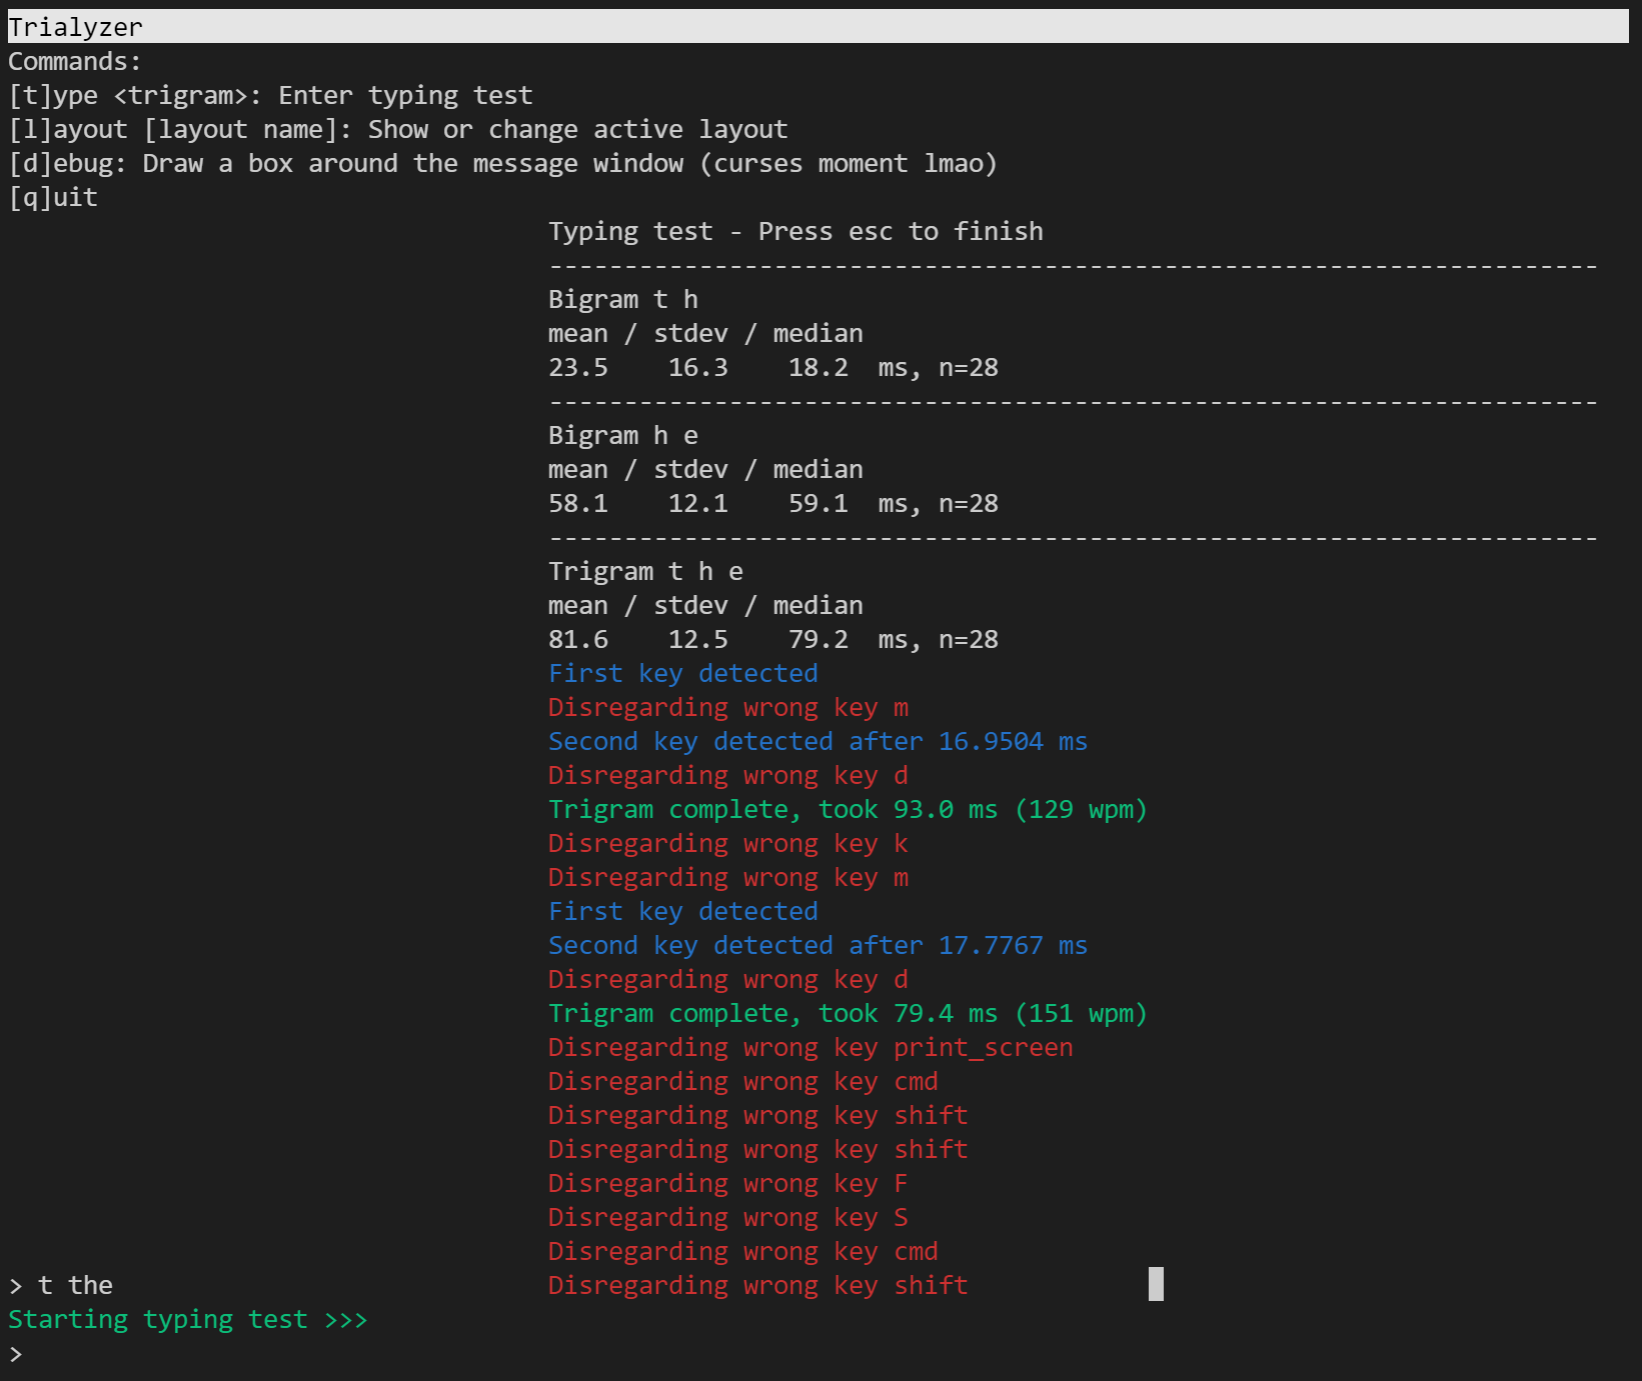 Trialyzer
Commands:
[t]ype <trigram>: Enter typing test
[l]ayout [layout name]: Show or change active layout
[d]ebug: Draw a box around the message window (curses moment lmao)
[q]uit
Typing test - Press esc to finish
----------------------------------------------------------------------
Bigram t h
mean / stdev / median
23.5    16.3    18.2  ms, n=28
----------------------------------------------------------------------
Bigram h e
mean / stdev / median
58.1    12.1    59.1  ms, n=28
----------------------------------------------------------------------
Trigram t h e
mean / stdev / median
81.6    12.5    79.2  ms, n=28
First key detected
Disregarding wrong key m
Second key detected after 16.9504 ms
Disregarding wrong key d
Trigram complete, took 93.0 ms (129 wpm)
Disregarding wrong key k
Disregarding wrong key m
First key detected
Second key detected after 17.7767 ms
Disregarding wrong key d
Trigram complete, took 79.4 ms (151 wpm)
Disregarding wrong key print_screen
Disregarding wrong key cmd
Disregarding wrong key shift
Disregarding wrong key shift
Disregarding wrong key F
Disregarding wrong key S
Disregarding wrong key cmd
> t the
Disregarding wrong key shift
Starting typing test >>>
>